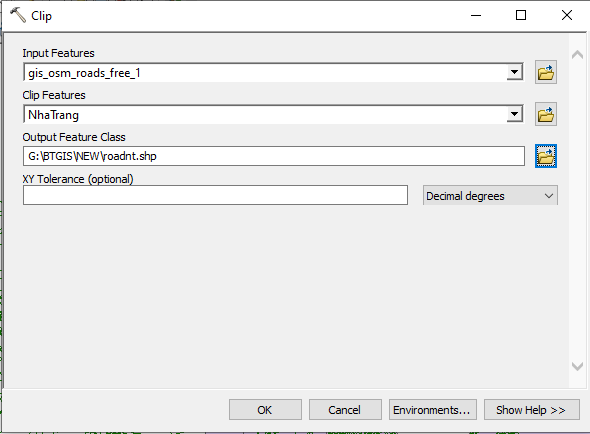 Clip
Input Features
gis_osm_roads_free_1
Clip Features
NhaTrang
Output Feature Class
G:\BTGIS\NEW\roadnt.shp
XY Tolerance (optional)
Decimal degrees
OK Cancel Environments... Show Help >>